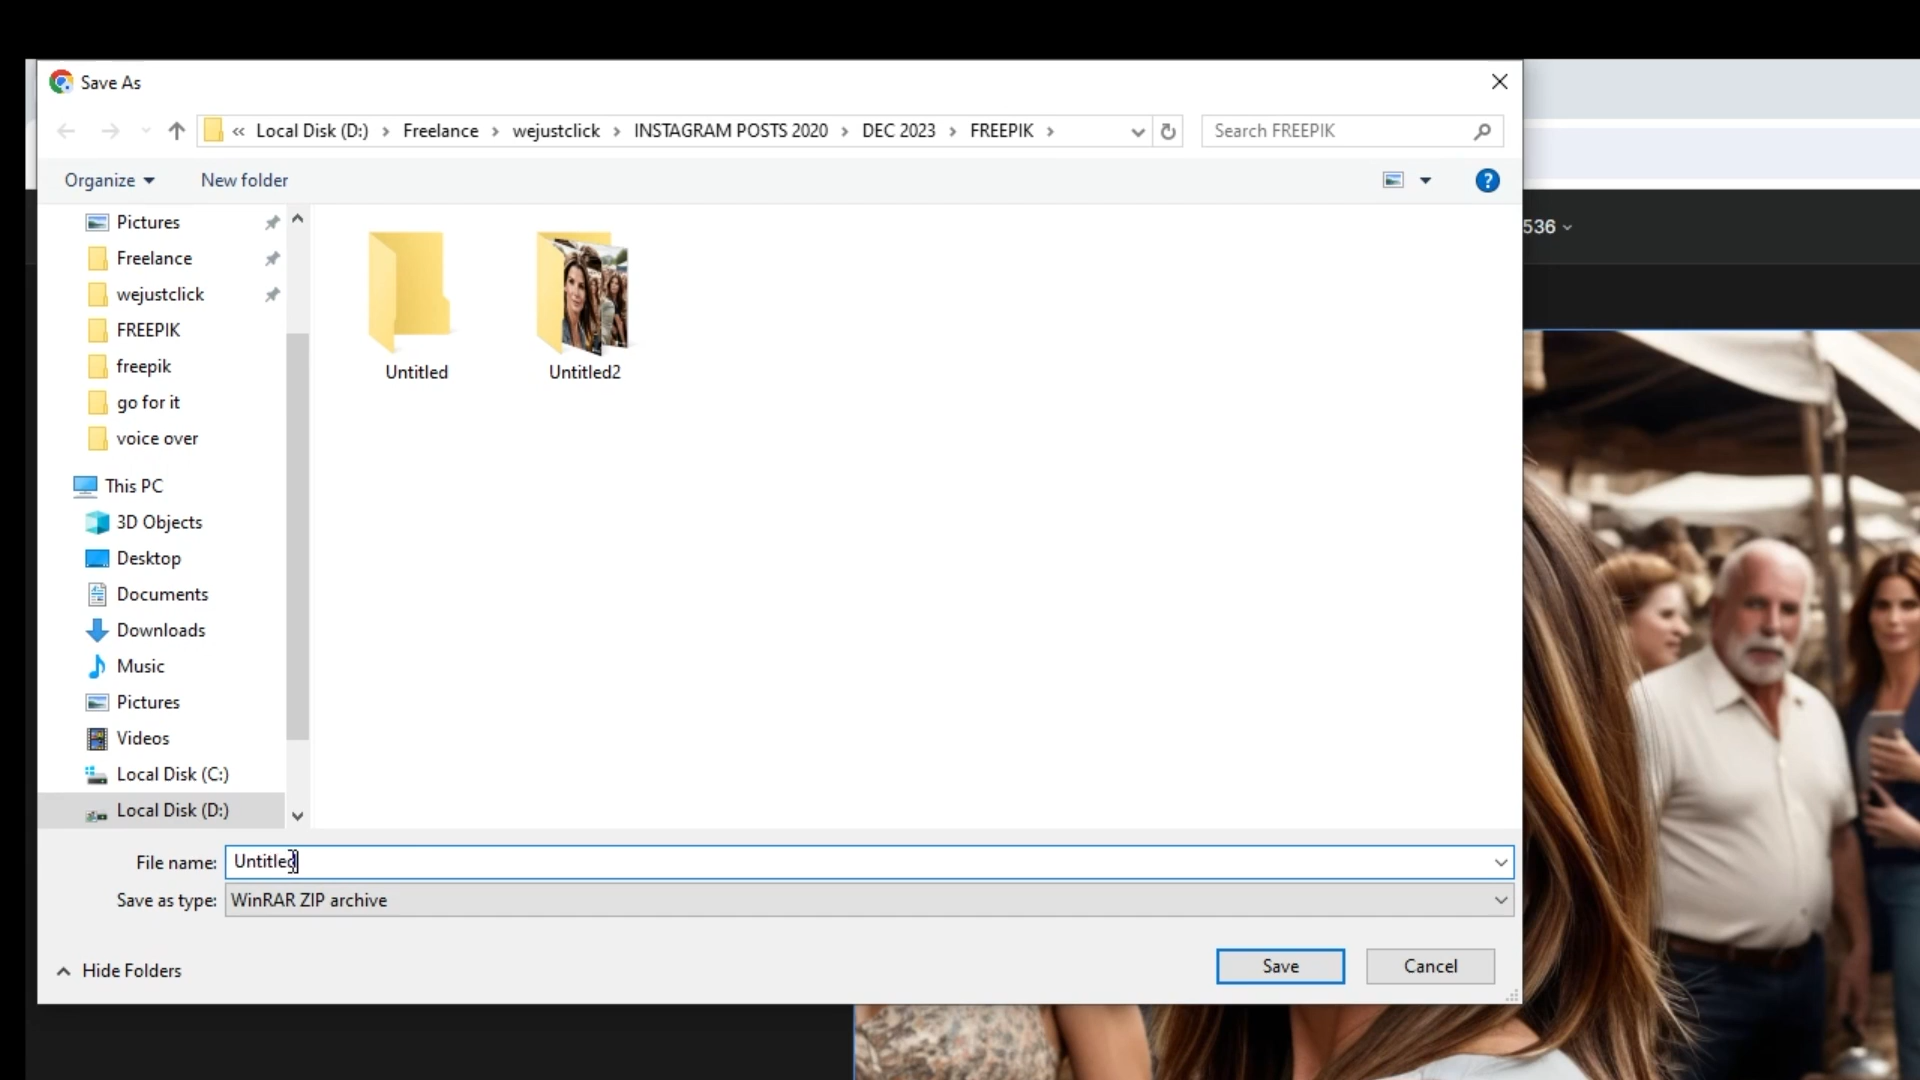 Save As
« Local Disk (D:) › Freelance › wejustclick › INSTAGRAM POSTS 2020 › DEC 2023 › FREEPIK ›
Search FREEPIK
Organize
New folder
536
Pictures
Freelance
wejustclick
FREEPIK
freepik
go for it
voice over
This PC
3D Objects
Desktop
Documents
Downloads
Music
Pictures
Videos
Local Disk (C:)
Local Disk (D:)
Untitled
Untitled2
File name: Untitled
Save as type: WinRAR ZIP archive
Hide Folders
Save
Cancel